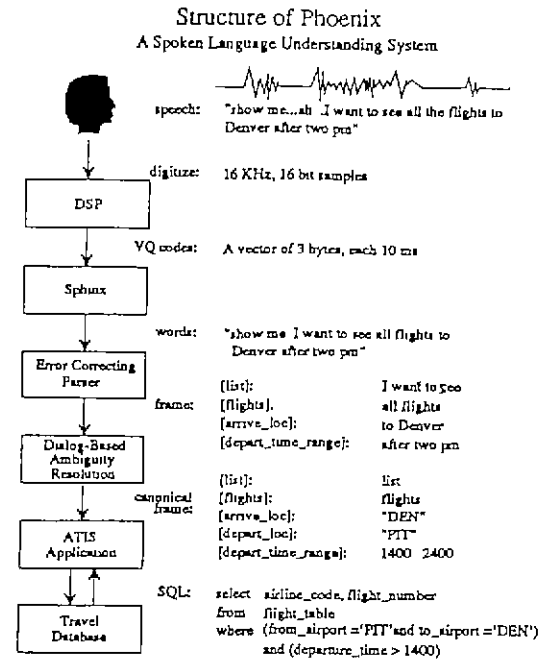 Structure of Phoenix
A Spoken Language Understanding System
speech: "show me...ah .I want to see all the flights to
Denver after two pm"
digitize: 16 KHz, 16 bit samples
DSP
VQ codes: A vector of 3 bytes, each 10 ms
Sphinx
words: "show me I want to see all flights to
Denver after two pm"
Error Correcting
Parser
frame:
[list]: I want to see
[flights]. all flights
[arrive_loc]: to Denver
[depart_time_range]: after two pm
Dialog-Based
Ambiguity
Resolution
canonical
frame:
[list]: list
[flights]: flights
[arrive_loc]: "DEN"
[depart_loc]: "PIT"
[depart_time_range]: 1400 2400
ATIS
Application
SQL: select airline_code, flight_number
from flight_table
where (from_airport ='PIT'and to_airport ='DEN')
and (departure_time > 1400)
Travel
Database